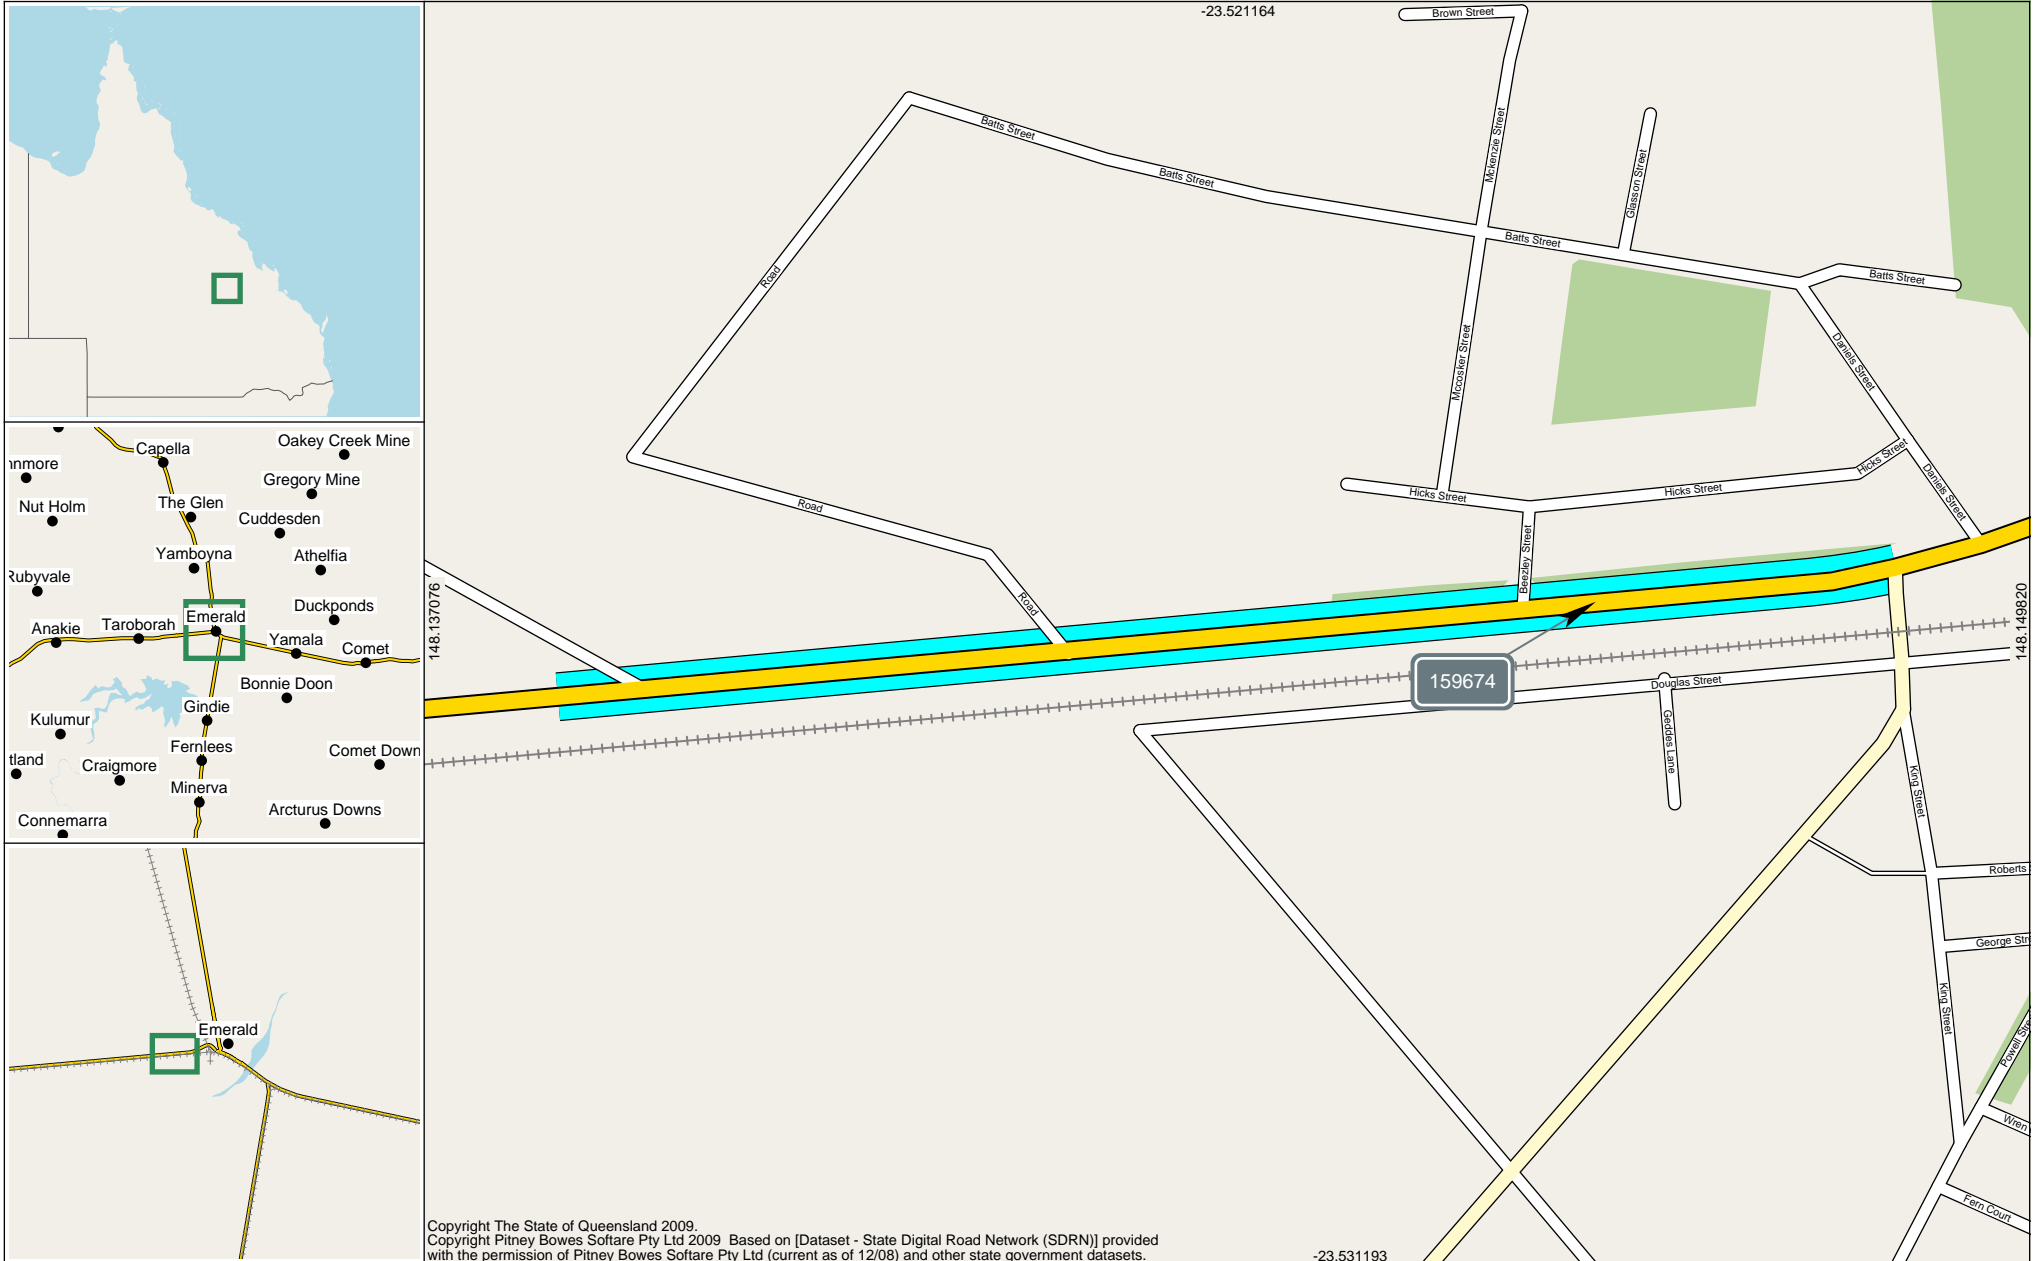 Capella
Oakey Creek Mine
nnmore
Gregory Mine
Nut Holm
The Glen
Cuddesden
Yamboyna
Athelfia
Rubyvale
Duckponds
Emerald
Anakie
Taroborah
Yamala
Comet
Bonnie Doon
Kulumur
Gindie
Fernlees
Comet Down
tland
Craigmore
Minerva
Arcturus Downs
Connemarra
Emerald
-23.521164
Brown Street
Batts Street
Mckenzie Street
Glasson Street
Batts Street
Batts Street
Batts Street
Road
Mccosker Street
Daniels Street
Hicks Street
Daniels Street
Hicks Street
Hicks Street
Road
Beezley Street
Road
148.137076
148.149820
159674
Douglas Street
Geddes Lane
King Street
Roberts
George Stre
King Street
Powell Stre
Wren
Fern Court
Copyright The State of Queensland 2009.
Copyright Pitney Bowes Softare Pty Ltd 2009 Based on [Dataset - State Digital Road Network (SDRN)] provided
with the permission of Pitney Bowes Softare Pty Ltd (current as of 12/08) and other state government datasets.
-23.531193